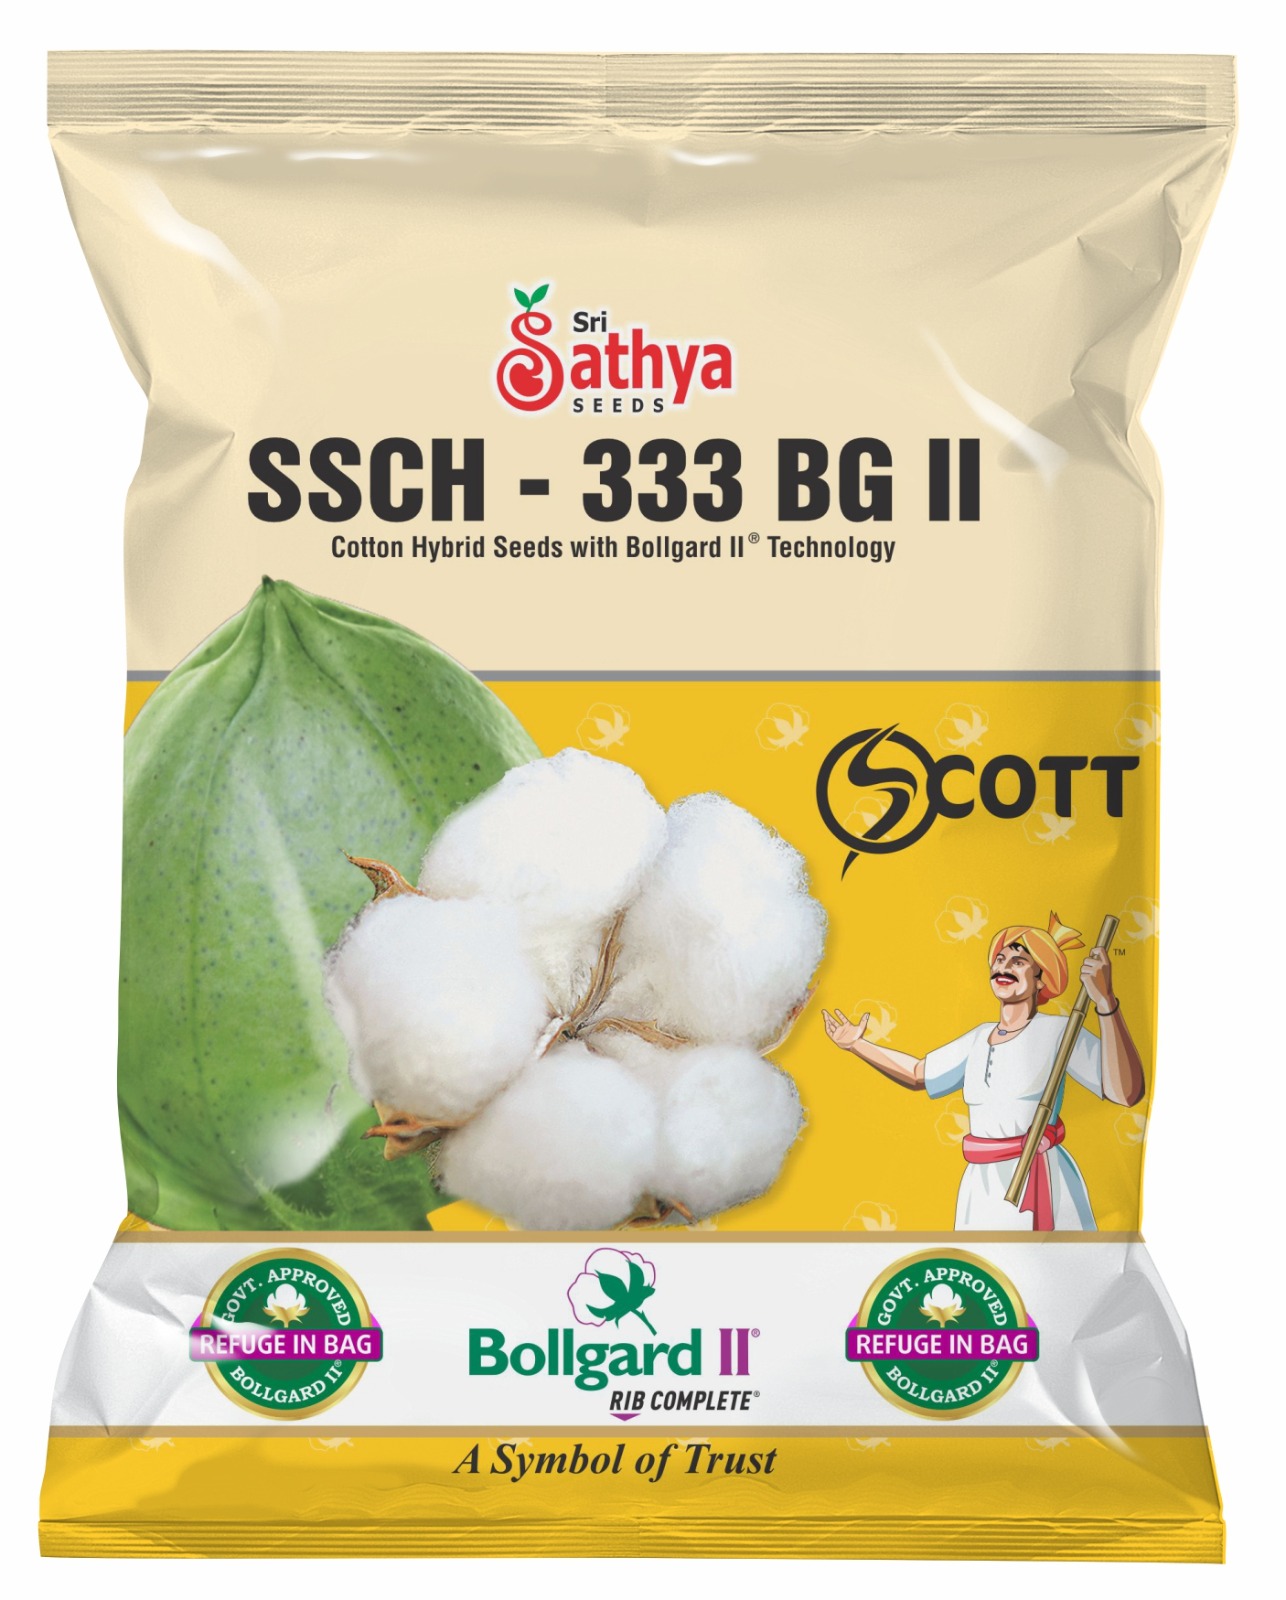 Sri
Sathya
SEEDS
SSCH - 333 BG II
Cotton Hybrid Seeds with Bollgard II® Technology
SCOTT
TM
GOVT. APPROVED
REFUGE IN BAG
BOLLGARD II®
Bollgard II®
RIB COMPLETE®
GOVT. APPROVED
REFUGE IN BAG
BOLLGARD II®
A Symbol of Trust